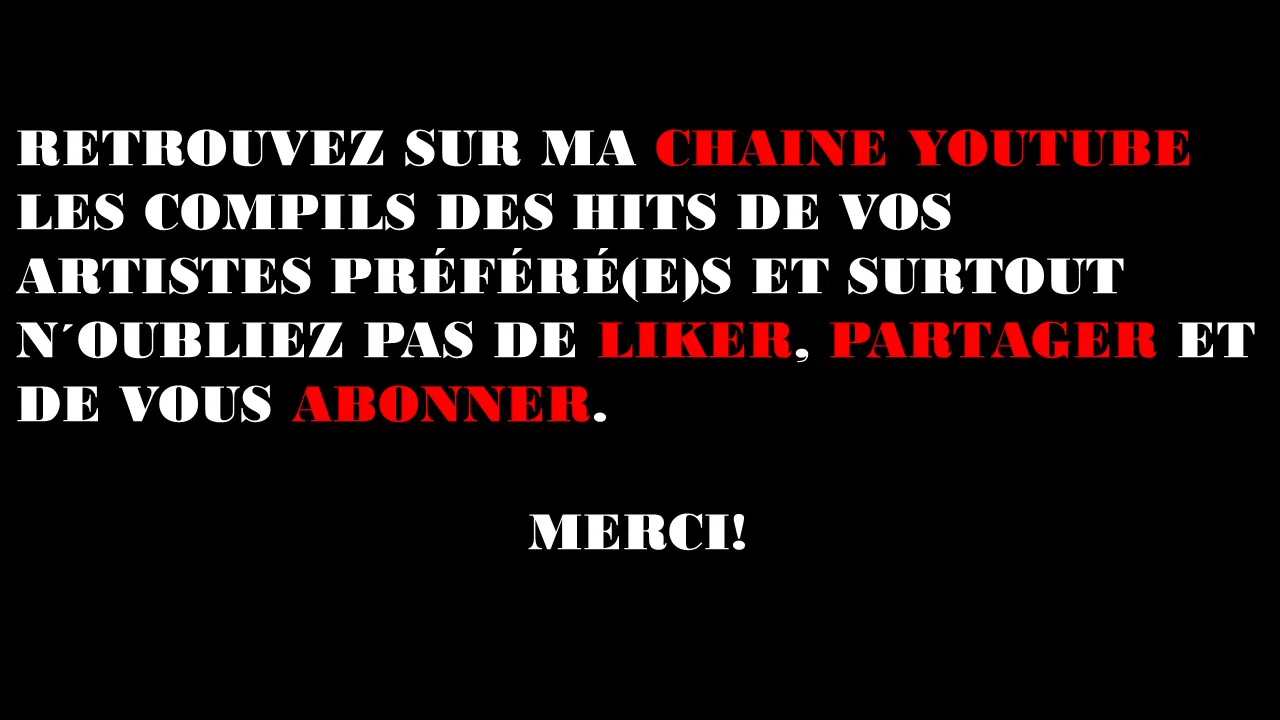 RETROUVEZ SUR MA CHAINE YOUTUBE
LES COMPILS DES HITS DE VOS
ARTISTES PRÉFÉRÉ(E)S ET SURTOUT
N´OUBLIEZ PAS DE LIKER, PARTAGER ET
DE VOUS ABONNER.
MERCI!